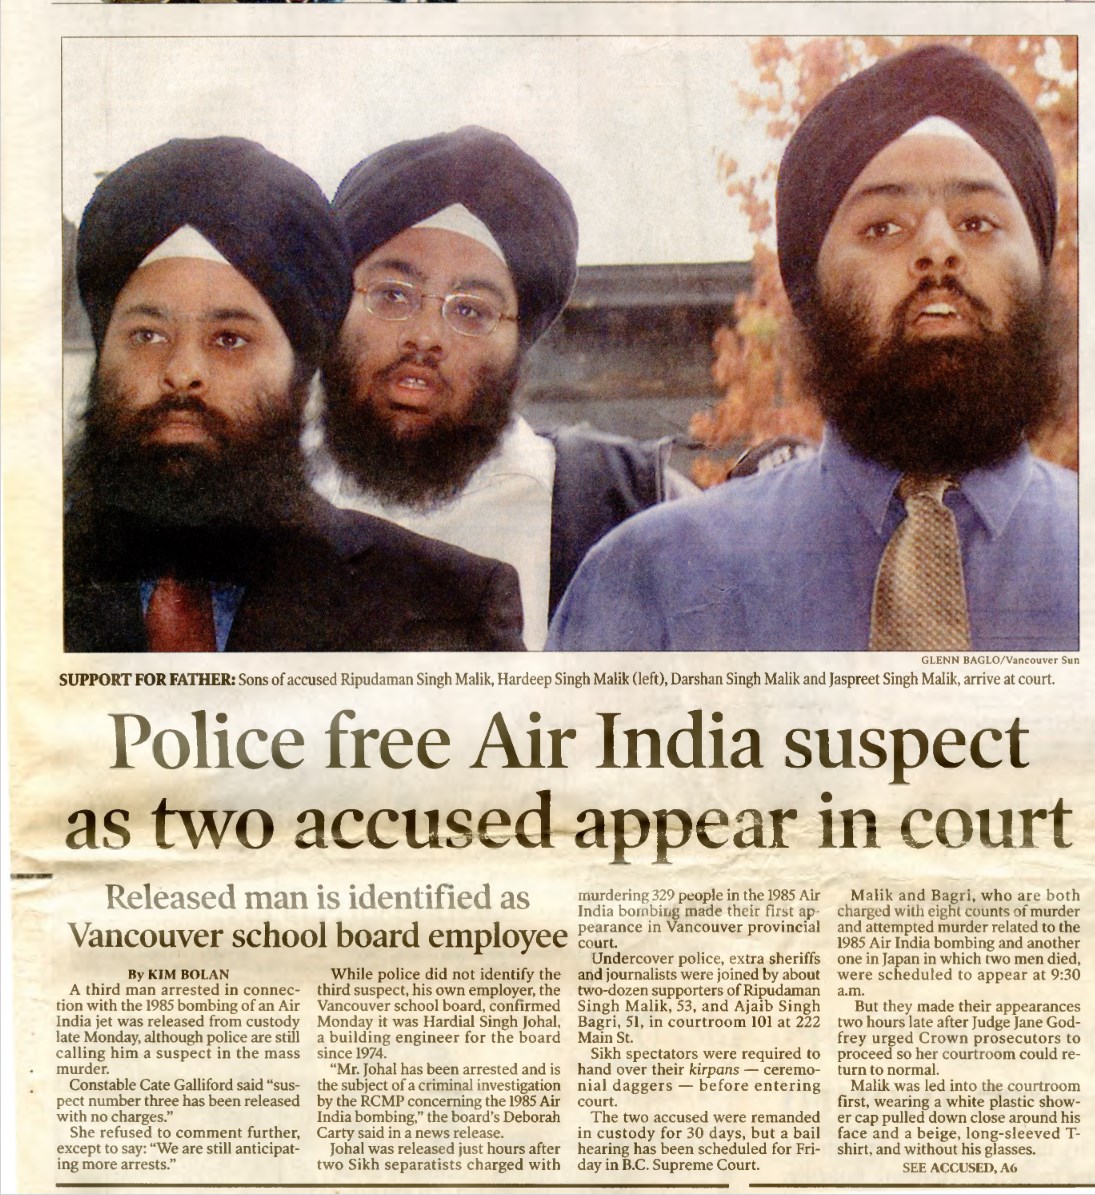 GLENN BAGLO/Vancouver Sun
SUPPORT FOR FATHER: Sons of accused Ripudaman Singh Malik, Hardeep Singh Malik (left), Darshan Singh Malik and Jaspreet Singh Malik, arrive at court.
Police free Air India suspect
as two accused appear in court
Released man is identified as
Vancouver school board employee
By KIM BOLAN
A third man arrested in connec-
tion with the 1985 bombing of an Air
India jet was released from custody
late Monday, although police are still
calling him a suspect in the mass
murder.
Constable Cate Galliford said “sus-
pect number three has been released
with no charges.”
She refused to comment further,
except to say: “We are still anticipat-
ing more arrests.”
While police did not identify the
third suspect, his own employer, the
Vancouver school board, confirmed
Monday it was Hardial Singh Johal,
a building engineer for the board
since 1974.
“Mr. Johal has been arrested and is
the subject of a criminal investigation
by the RCMP concerning the 1985 Air
India bombing,” the board’s Deborah
Carty said in a news release.
Johal was released just hours after
two Sikh separatists charged with
murdering 329 people in the 1985 Air
India bombing made their first ap-
pearance in Vancouver provincial
court.
Undercover police, extra sheriffs
and journalists were joined by about
two-dozen supporters of Ripudaman
Singh Malik, 53, and Ajaib Singh
Bagri, 51, in courtroom 101 at 222
Main St.
Sikh spectators were required to
hand over their kirpans — ceremo-
nial daggers — before entering
court.
The two accused were remanded
in custody for 30 days, but a bail
hearing has been scheduled for Fri-
day in B.C. Supreme Court.
Malik and Bagri, who are both
charged with eight counts of murder
and attempted murder related to the
1985 Air India bombing and another
one in Japan in which two men died,
were scheduled to appear at 9:30
a.m.
But they made their appearances
two hours late after Judge Jane God-
frey urged Crown prosecutors to
proceed so her courtroom could re-
turn to normal.
Malik was led into the courtroom
first, wearing a white plastic show-
er cap pulled down close around his
face and a beige, long-sleeved T-
shirt, and without his glasses.
SEE ACCUSED, A6